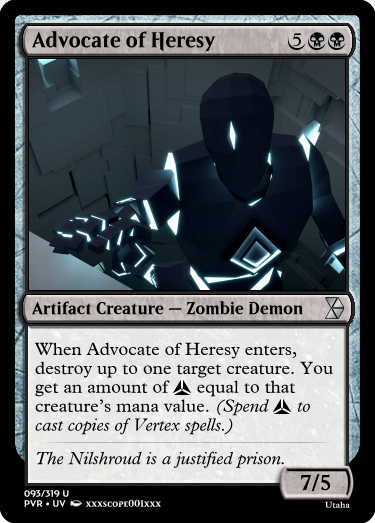 Advocate of Heresy 5
Artifact Creature — Zombie Demon
When Advocate of Heresy enters,
destroy up to one target creature. You
get an amount of equal to that
creature's mana value. (Spend to
cast copies of Vertex spells.)
The Nilshroud is a justified prison.
7/5
093/319 U
PVR • UV xxxSCOPE001xxx
Utaha